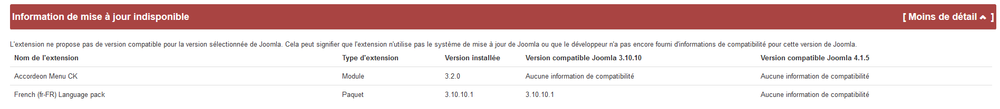 Information de mise à jour indisponible [ Moins de détail ]
L'extension ne propose pas de version compatible pour la version sélectionnée de Joomla. Cela peut signifier que l'extension n'utilise pas le système de mise à jour de Joomla ou que le développeur n'a pas encore fourni d'informations de compatibilité pour cette version de Joomla.
Nom de l'extension Type d'extension Version installée Version compatible Joomla 3.10.10 Version compatible Joomla 4.1.5
Accordeon Menu CK Module 3.2.0 Aucune information de compatibilité Aucune information de compatibilité
French (fr-FR) Language pack Paquet 3.10.10.1 3.10.10.1 Aucune information de compatibilité